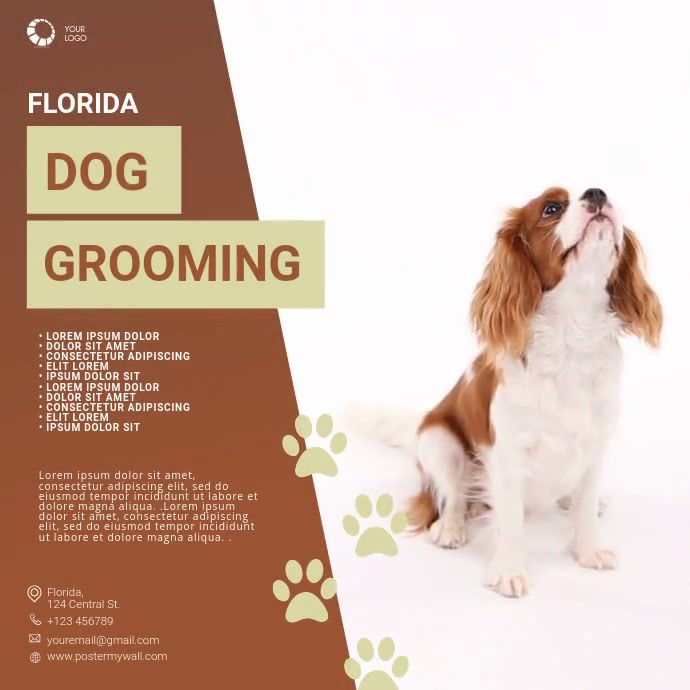 YOUR
LOGO
FLORIDA
DOG
GROOMING
• LOREM IPSUM DOLOR
• DOLOR SIT AMET
• CONSECTETUR ADIPISCING
• ELIT LOREM
• IPSUM DOLOR SIT
• LOREM IPSUM DOLOR
• DOLOR SIT AMET
• CONSECTETUR ADIPISCING
• ELIT LOREM
• IPSUM DOLOR SIT
Lorem ipsum dolor sit amet,
consectetur adipiscing elit, sed do
eiusmod tempor incididunt ut labore et
dolore magna aliqua. .Lorem ipsum
dolor sit amet, consectetur adipiscing
elit, sed do eiusmod tempor incididunt
ut labore et dolore magna aliqua. .
Florida,
124 Central St.
+123 456789
youremail@gmail.com
www.postermywall.com